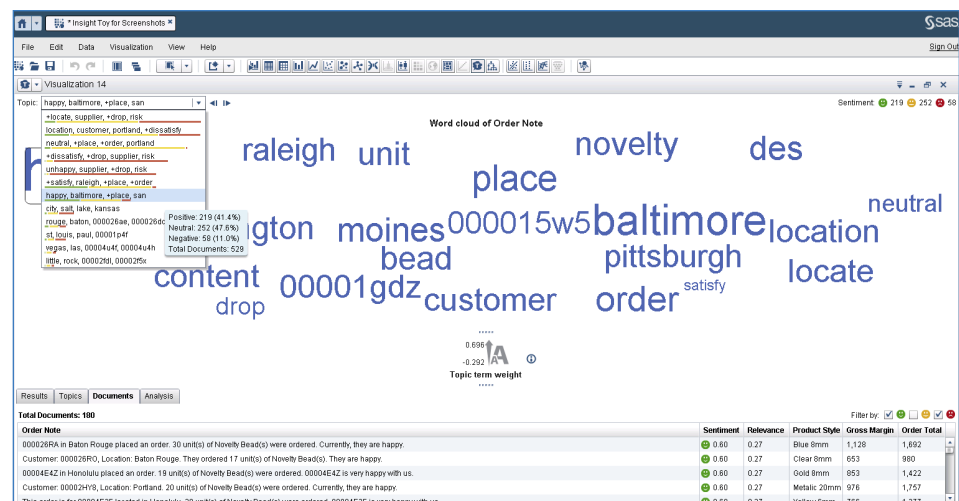 * Insight Toy for Screenshots ×
sas
File Edit Data Visualization View Help
Sign Out
Visualization 14
Topic: happy, baltimore, +place, san
Sentiment: 219 252 58
+locate, supplier, +drop, risk
location, customer, portland, +dissatisfy
neutral, +place, +order, portland
+dissatisfy, +drop, supplier, risk
unhappy, supplier, +drop, risk
+satisfy, raleigh, +place, +order
happy, baltimore, +place, san
city, salt, lake, kansas
rouge, baton, 000026ae, 000026dc
st, louis, paul, 00001p4f
vegas, las, 00004u4f, 00004u4h
little, rock, 00002fdl, 00002f5x
Positive: 219 (41.4%)
Neutral: 252 (47.6%)
Negative: 58 (11.0%)
Total Documents: 529
Word cloud of Order Note
raleigh unit novelty des
place
neutral
gton moines 000015w5 baltimore location
bead pittsburgh
content 00001gdz customer order satisfy locate
drop
0.696
-0.292
Topic term weight
Results Topics Documents Analysis
Total Documents: 180
Filter by:
Order Note Sentiment Relevance Product Style Gross Margin Order Total
000026RA in Baton Rouge placed an order. 30 unit(s) of Novelty Bead(s) were ordered. Currently, they are happy. 0.60 0.27 Blue 8mm 1,128 1,692
Customer: 000026RO, Location: Baton Rouge. They ordered 17 unit(s) of Novelty Bead(s). They are happy. 0.60 0.27 Clear 8mm 653 980
00004E4Z in Honolulu placed an order. 19 unit(s) of Novelty Bead(s) were ordered. 00004E4Z is very happy with us. 0.60 0.27 Gold 8mm 853 1,422
Customer: 00002HY8, Location: Portland. 20 unit(s) of Novelty Bead(s) were ordered. Currently, they are happy. 0.60 0.27 Metalic 20mm 976 1,757